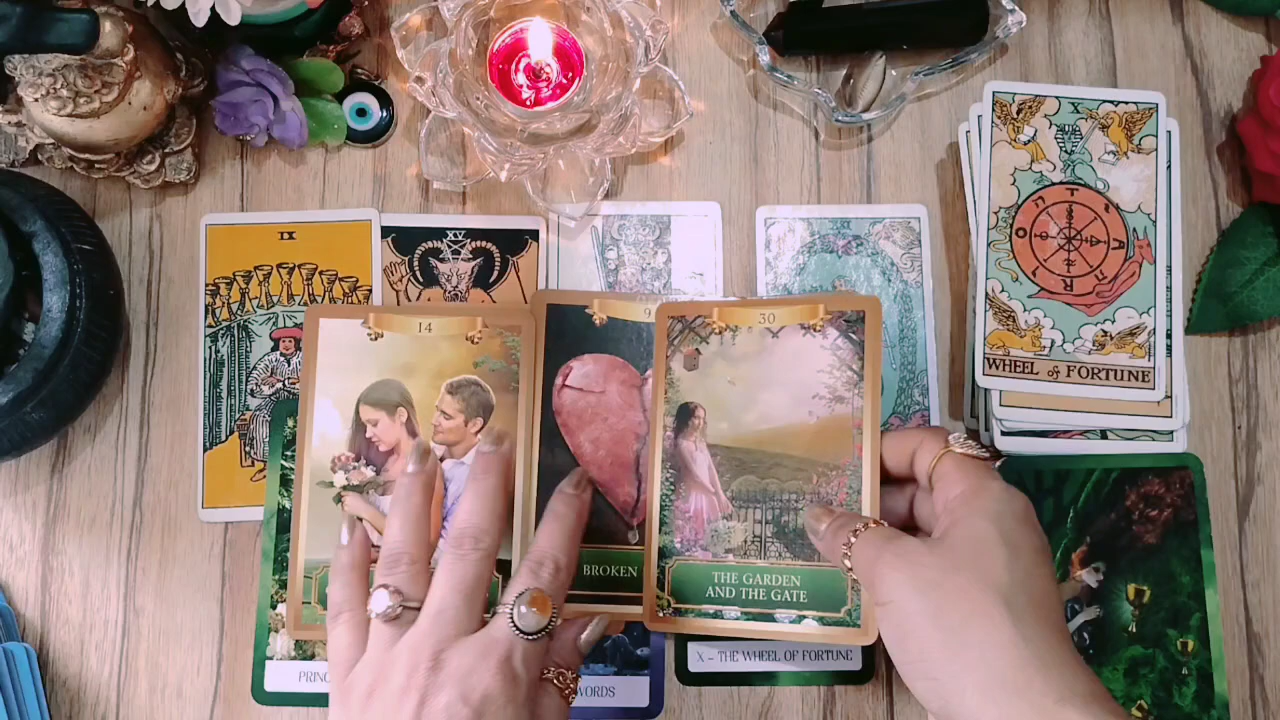 IX
XV
X
T
A
R
O
WHEEL of FORTUNE
14
9
30
BROKEN
THE GARDEN
AND THE GATE
PRINC
X - THE WHEEL OF FORTUNE
WORDS